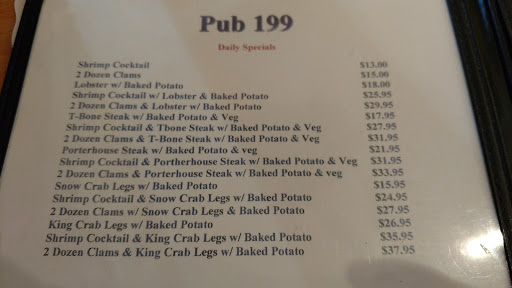 Pub 199
Daily Specials
Shrimp Cocktail $13.00
2 Dozen Clams $15.00
Lobster w/ Baked Potato $18.00
Shrimp Cocktail w/ Lobster & Baked Potato $25.95
2 Dozen Clams & Lobster w/ Baked Potato $29.95
T-Bone Steak w/ Baked Potato & Veg $17.95
Shrimp Cocktail & Tbone Steak w/ Baked Potato & Veg $27.95
2 Dozen Clams & T-Bone Steak w/ Baked Potato & Veg $31.95
Porterhouse Steak w/ Baked Potato & veg $21.95
Shrimp Cocktail & Portherhouse Steak w/ Baked Potato & Veg $31.95
2 Dozen Clams & Porterhouse Steak w/ Baked Potato & veg $33.95
Snow Crab Legs w/ Baked Potato $15.95
Shrimp Cocktail & Snow Crab Legs w/ Baked Potato $24.95
2 Dozen Clams w/ Snow Crab Legs & Baked Potato $27.95
King Crab Legs w/ Baked Potato $26.95
Shrimp Cocktail & King Crab Legs w/ Baked Potato $35.95
2 Dozen Clams & King Crab Legs w/ Baked Potato $37.95